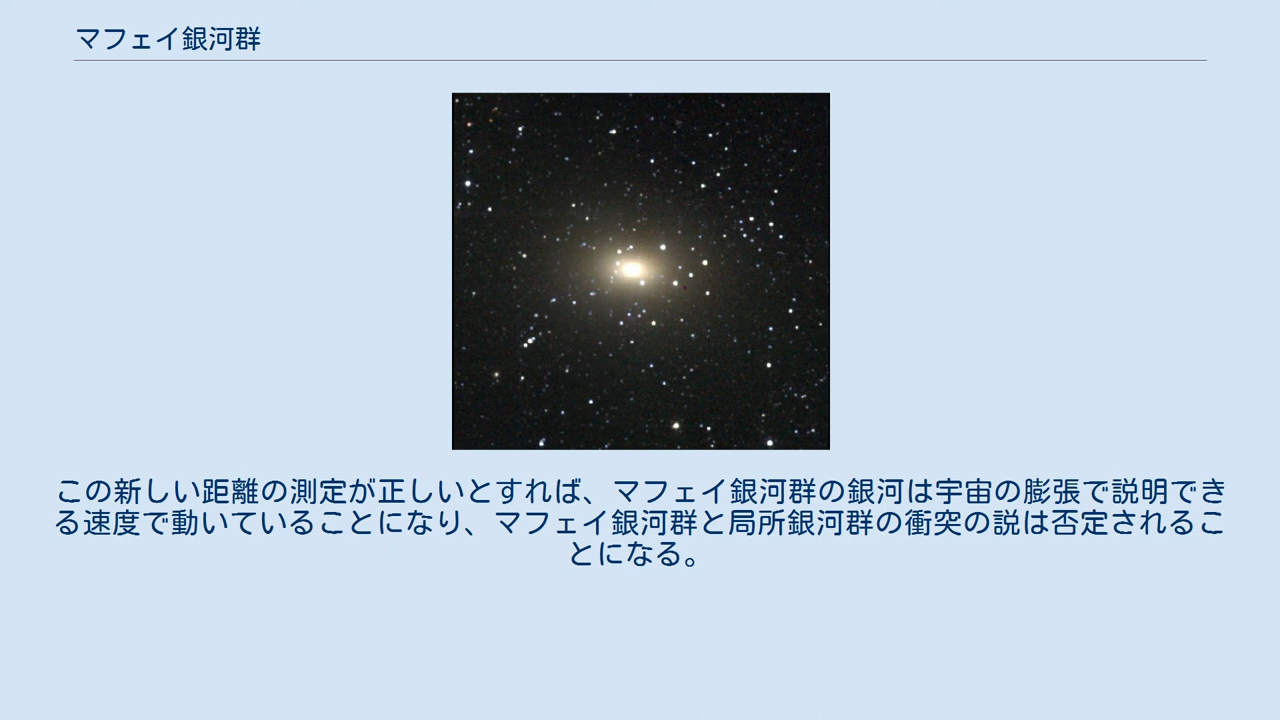 マフェイ銀河群
この新しい距離の測定が正しいとすれば、マフェイ銀河群の銀河は宇宙の膨張で説明でき
る速度で動いていることになり、マフェイ銀河群と局所銀河群の衝突の説は否定されるこ
とになる。